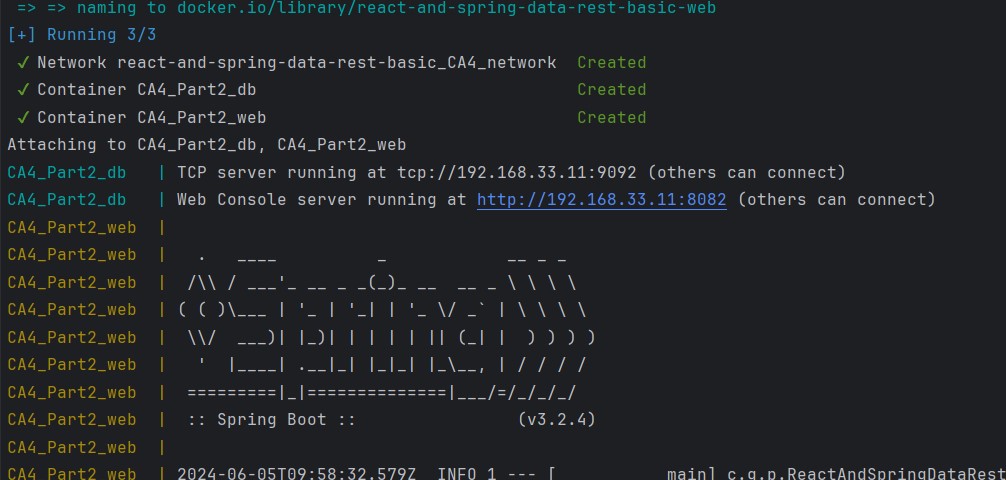 => => naming to docker.io/library/react-and-spring-data-rest-basic-web
[+] Running 3/3
✓ Network react-and-spring-data-rest-basic_CA4_network  Created
✓ Container CA4_Part2_db                                Created
✓ Container CA4_Part2_web                               Created
Attaching to CA4_Part2_db, CA4_Part2_web
CA4_Part2_db   | TCP server running at tcp://192.168.33.11:9092 (others can connect)
CA4_Part2_db   | Web Console server running at http://192.168.33.11:8082 (others can connect)
CA4_Part2_web  |
CA4_Part2_web  |   .   ____          _            __ _ _
CA4_Part2_web  |  /\\ / ___'_ __ _ _(_)_ __  __ _ \ \ \ \
CA4_Part2_web  | ( ( )\___ | '_ | '_| | '_ \/ _` | \ \ \ \
CA4_Part2_web  |  \\/  ___)| |_)| | | | | || (_| |  ) ) ) )
CA4_Part2_web  |   '  |____| .__|_| |_|_| |_\__, | / / / /
CA4_Part2_web  |  =========|_|==============|___/=/_/_/_/
CA4_Part2_web  |  :: Spring Boot ::                (v3.2.4)
CA4_Part2_web  |
CA4_Part2_web  | 2024-06-05T09:58:32.579Z  INFO 1 --- [           main] c.g.p.ReactAndSpringDataRest